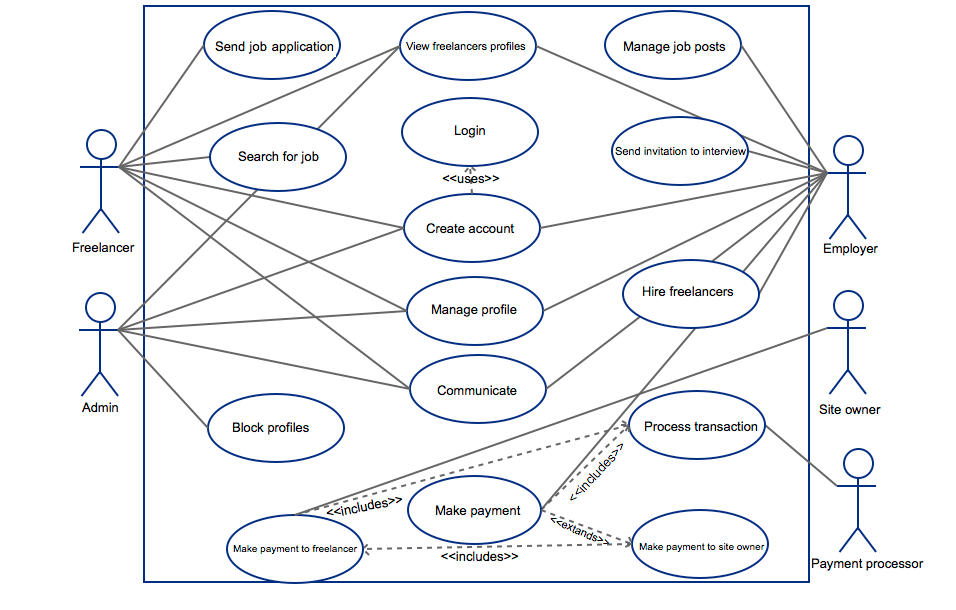 Send job application
View freelancers profiles
Manage job posts
Login
Search for job
Send invitation to interview
<<uses>>
Freelancer
Create account
Employer
Hire freelancers
Manage profile
Admin
Communicate
Site owner
Block profiles
Process transaction
<<includes>>
<<includes>>
Make payment
<<extands>>
Make payment to freelancer
Make payment to site owner
<<includes>>
Payment processor